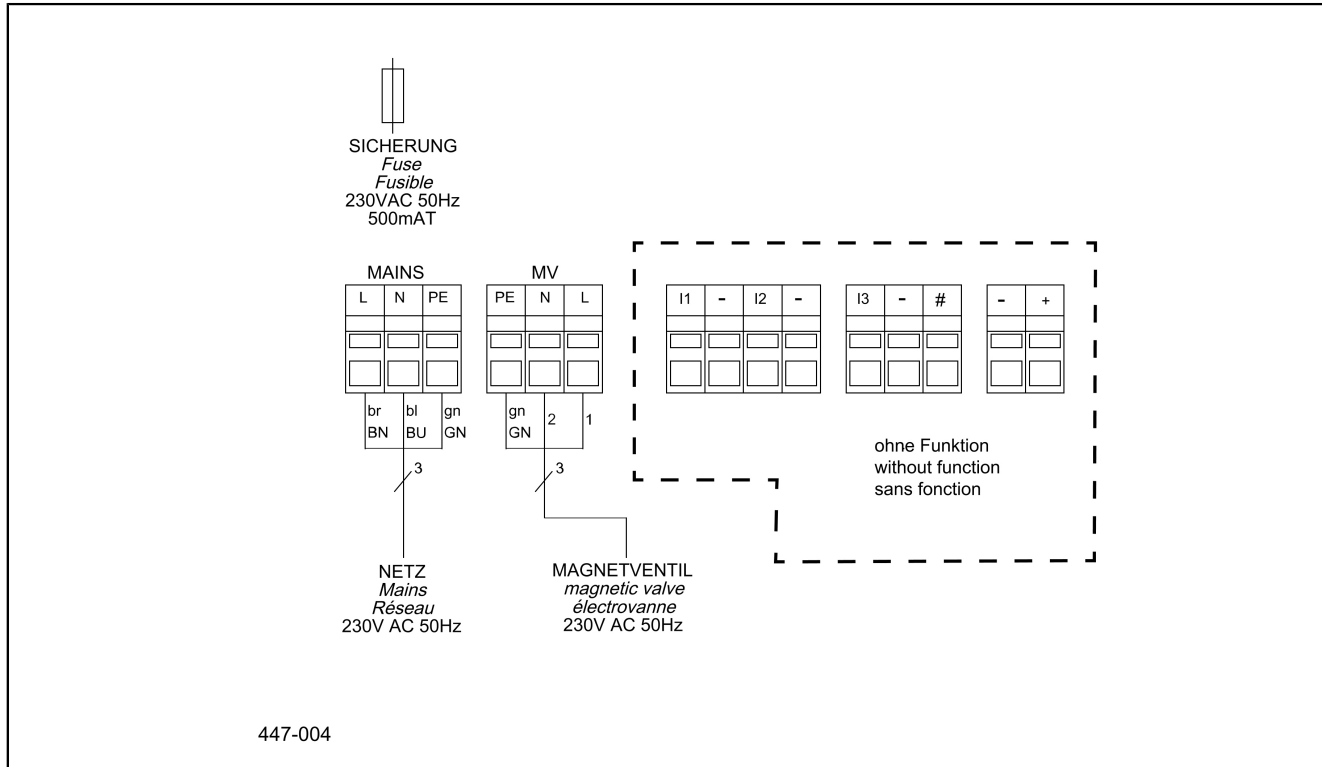 SICHERUNG
Fuse
Fusible
230VAC 50Hz
500mAT
MAINS
L N PE
br bl gn
BN BU GN
3
NETZ
Mains
Réseau
230V AC 50Hz
MV
PE N L
gn 2 1
GN
3
MAGNETVENTIL
magnetic valve
électrovanne
230V AC 50Hz
I1 - I2 -
I3 - #
- +
ohne Funktion
without function
sans fonction
447-004